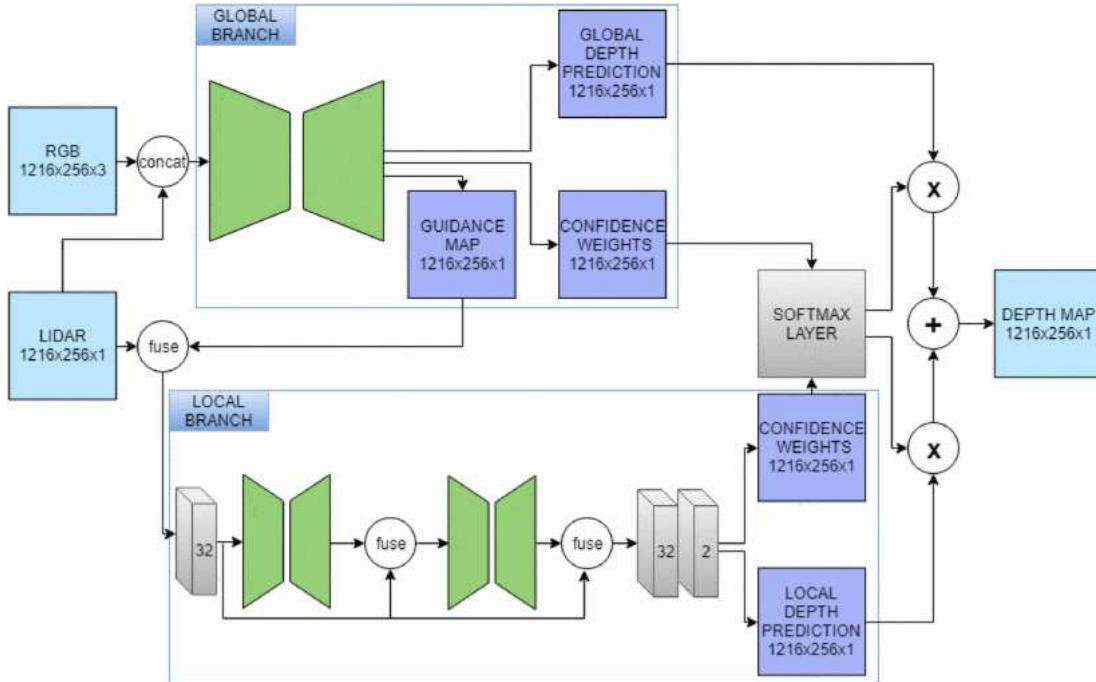 GLOBAL
BRANCH
GLOBAL
DEPTH
PREDICTION
1216x256x1
RGB
1216x256x3
concat
GUIDANCE
MAP
1216x256x1
CONFIDENCE
WEIGHTS
1216x256x1
X
LIDAR
1216x256x1
fuse
SOFTMAX
LAYER
+
DEPTH MAP
1216x256x1
LOCAL
BRANCH
CONFIDENCE
WEIGHTS
1216x256x1
X
32
fuse
fuse
32
2
LOCAL
DEPTH
PREDICTION
1216x256x1